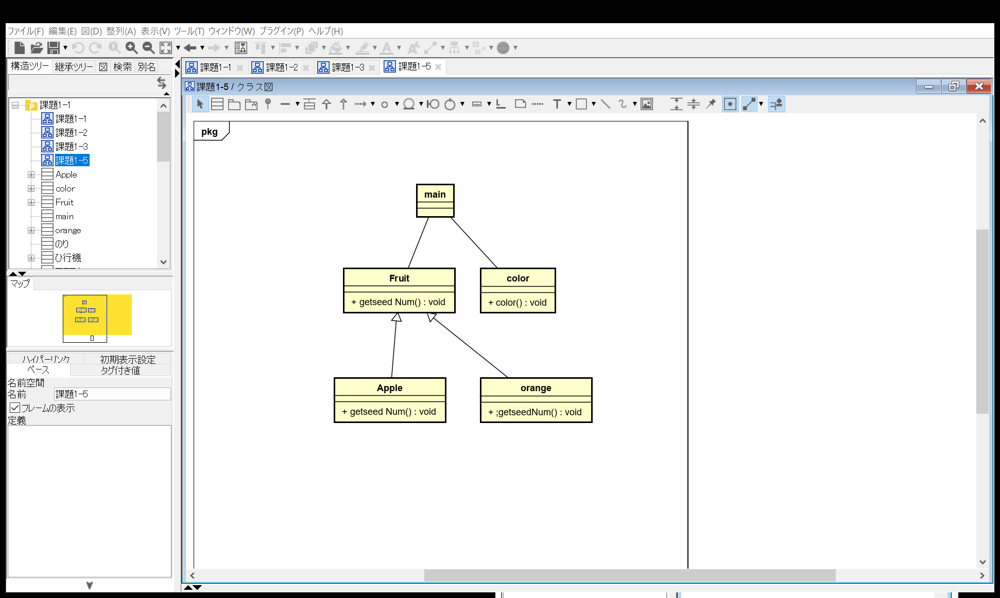 ファイル(F) 編集(E) 図(D) 整列(A) 表示(V) ツール(T) ウィンドウ(W) プラグイン(P) ヘルプ(H)
構造ツリー 継承ツリー 図 検索 別名
課題1-1 課題1-2 課題1-3 課題1-5
課題1-5 / クラス図
課題1-1
課題1-1
課題1-2
課題1-3
課題1-5
Apple
color
Fruit
main
orange
のり
ひ行機
マップ
ハイパーリンク 初期表示設定
ベース タグ付き値
名前空間
名前 課題1-5
フレームの表示
定義
pkg
main
Fruit
+ getseed Num() : void
color
+ color() : void
Apple
+ getseed Num() : void
orange
+ ;getseedNum() : void